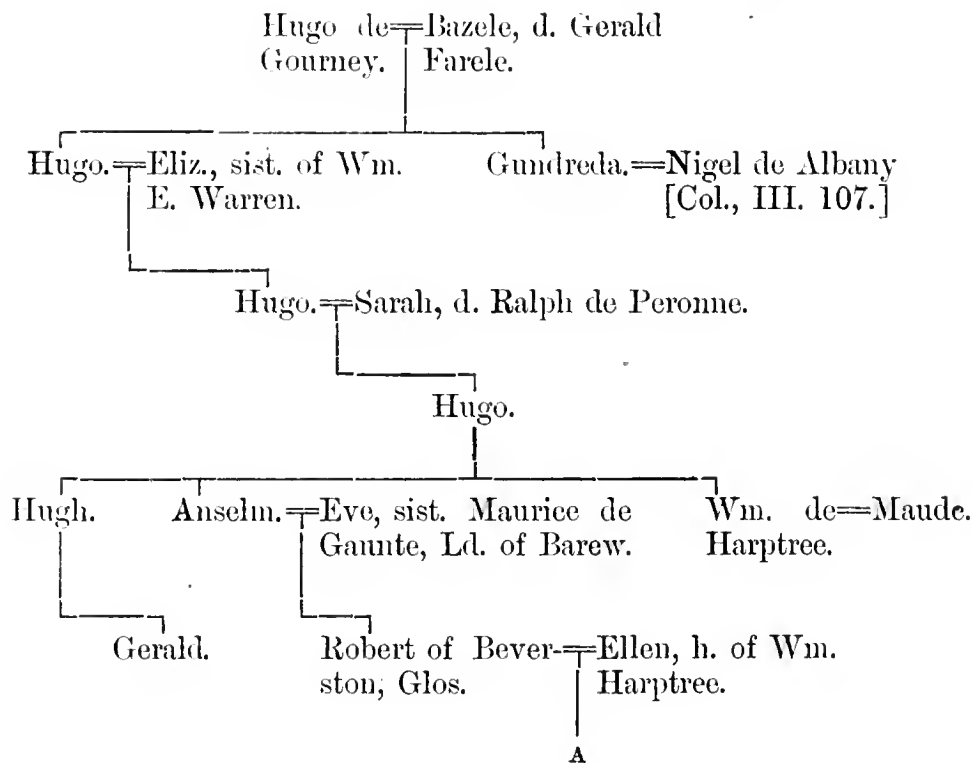 Hugo de Bazele, d. Gerald
Gourney. Farele.
Hugo. Eliz., sist. of Wm. Gundreda. Nigel de Albany
E. Warren. [Col., III. 107.]
Hugo. Sarah, d. Ralph de Peronne.
Hugo.
Hugh. Anselm. Eve, sist. Maurice de Wm. de Maude.
Gaunte, Ld. of Barew. Harptree.
Gerald. Robert of Bever- Ellen, h. of Wm.
ston, Glos. Harptree.
A